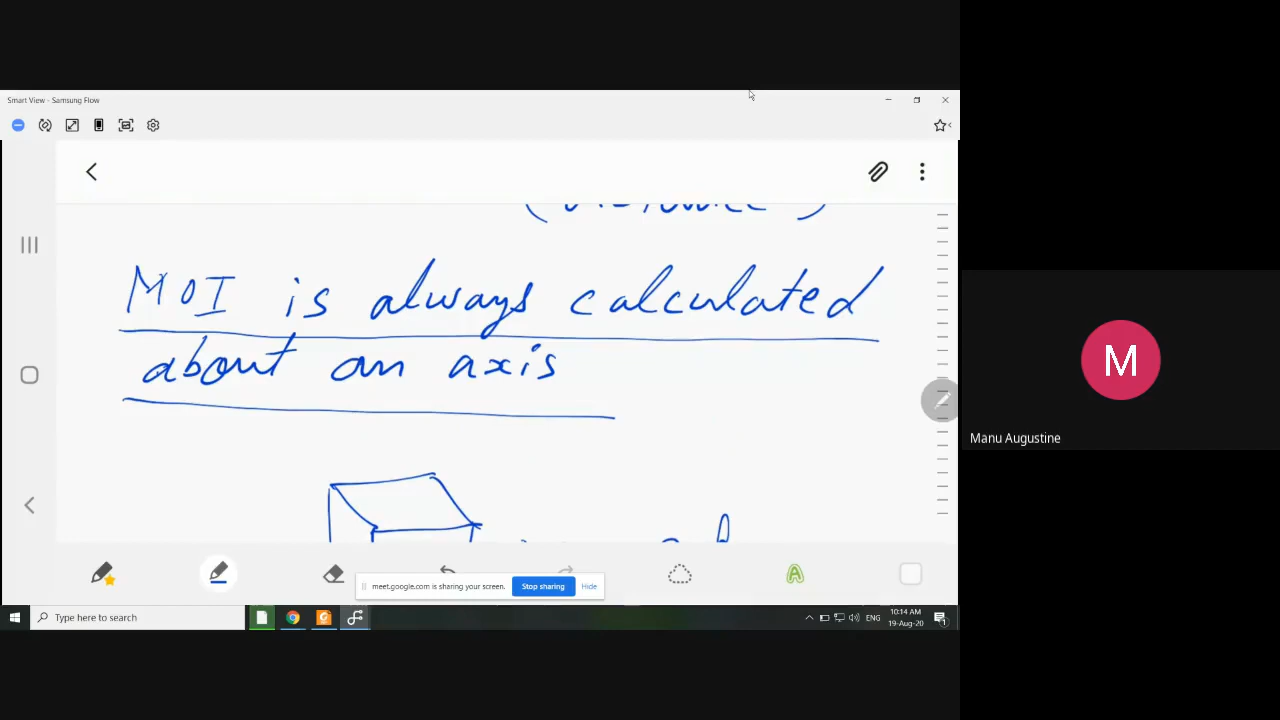 Smart View - Samsung Flow
MOI is always calculated
about an axis
M
Manu Augustine
A
meet.google.com is sharing your screen.
Stop sharing
Hide
Type here to search
ENG
10:14 AM
19-Aug-20